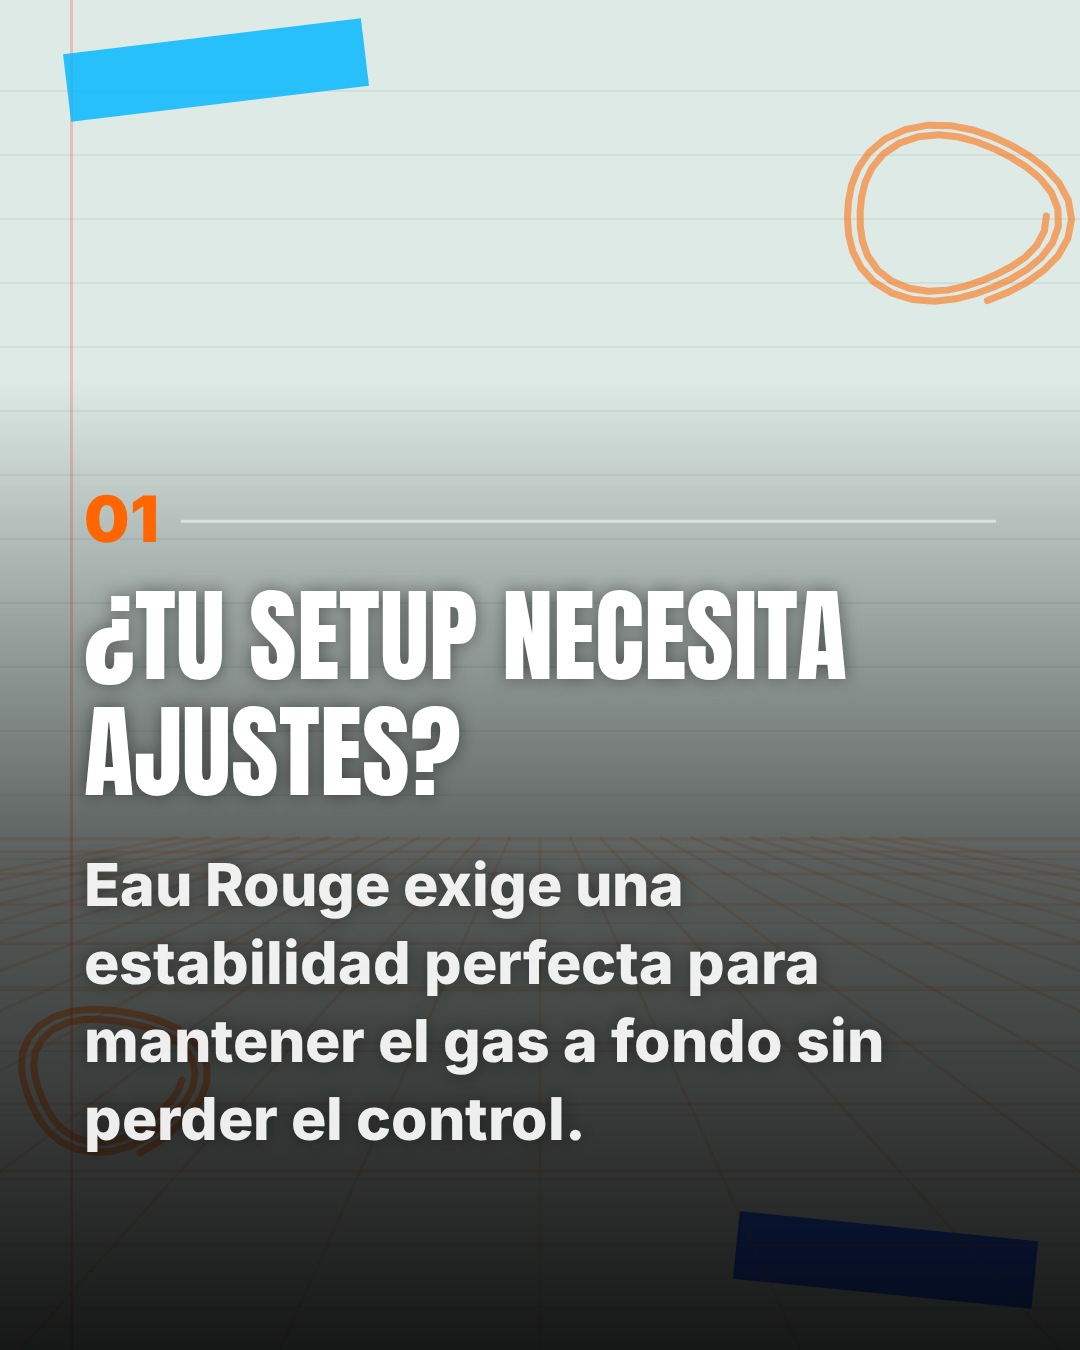 01
¿TU SETUP NECESITA
AJUSTES?
Eau Rouge exige una
estabilidad perfecta para
mantener el gas a fondo sin
perder el control.